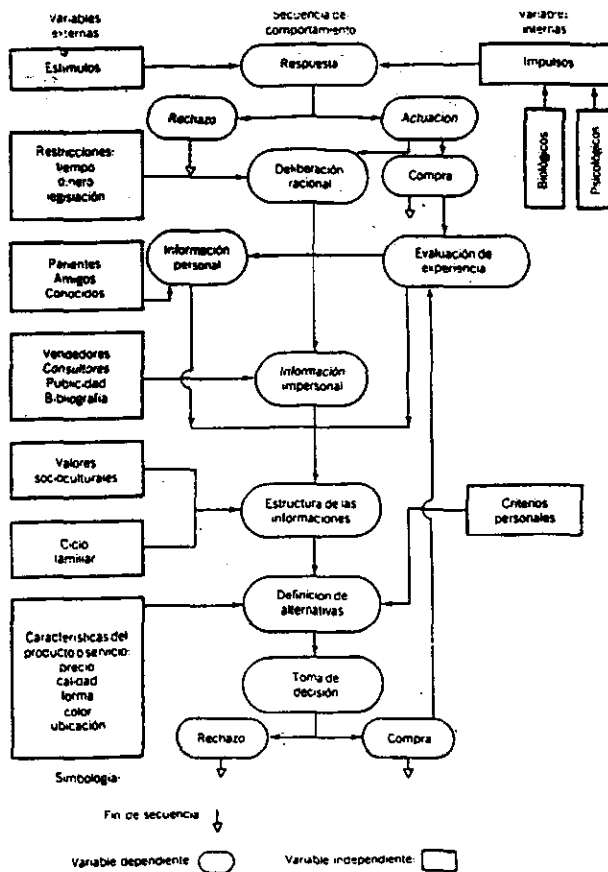 Variables
externas
Secuencia de
comportamiento
Variables
internas
Estímulos
Respuesta
Impulsos
Rechazo
Actuacion
Biológicos
Psicológicos
Restricciones:
tiempo
dinero
legislación
Deliberación
racional
Compra
Información
personal
Evaluación de
experiencia
Parientes
Amigos
Conocidos
Vendedores
Consultores
Publicidad
Bibliografía
Información
impersonal
Valores
socioculturales
Estructura de las
informaciones
Criterios
personales
Ciclo
familiar
Definicion de
alternativas
Características del
producto o servicio:
precio
calidad
forma
color
ubicación
Toma de
decisión
Rechazo
Compra
Simbología:
Fin de secuencia
Variable dependiente
Variable independiente: